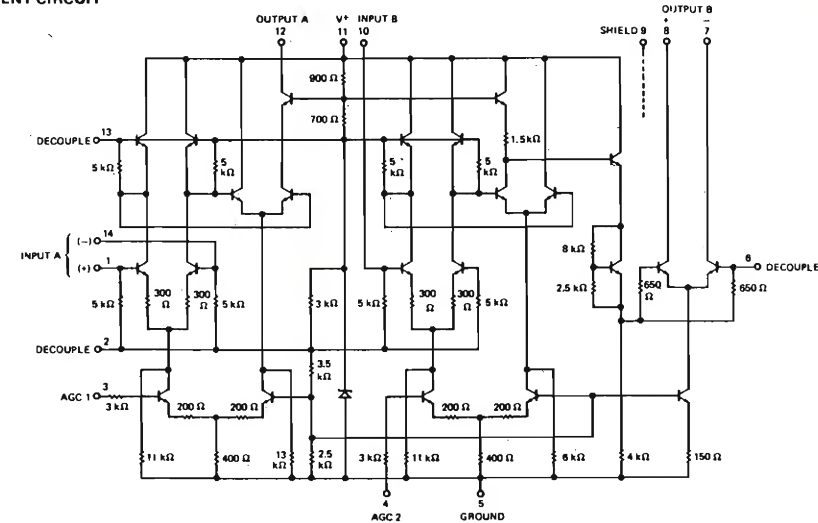 ENT CIRCUIT
OUTPUT A
12
V+
11
INPUT B
10
OUTPUT B
SHIELD 9
+
8
−
7
900 Ω
700 Ω
1.5 kΩ
DECOUPLE
13
5 kΩ
5 kΩ
5 kΩ
5 kΩ
INPUT A
(−)
14
(+)
1
8 kΩ
2.5 kΩ
6
DECOUPLE
650 Ω
650 Ω
5 kΩ
300 Ω
300 Ω
5 kΩ
3 kΩ
5 kΩ
300 Ω
300 Ω
5 kΩ
DECOUPLE
2
3.5 kΩ
AGC 1
3
3 kΩ
200 Ω
200 Ω
200 Ω
200 Ω
11 kΩ
400 Ω
13 kΩ
2.5 kΩ
3 kΩ
11 kΩ
400 Ω
6 kΩ
4 kΩ
150 Ω
4
AGC 2
5
GROUND